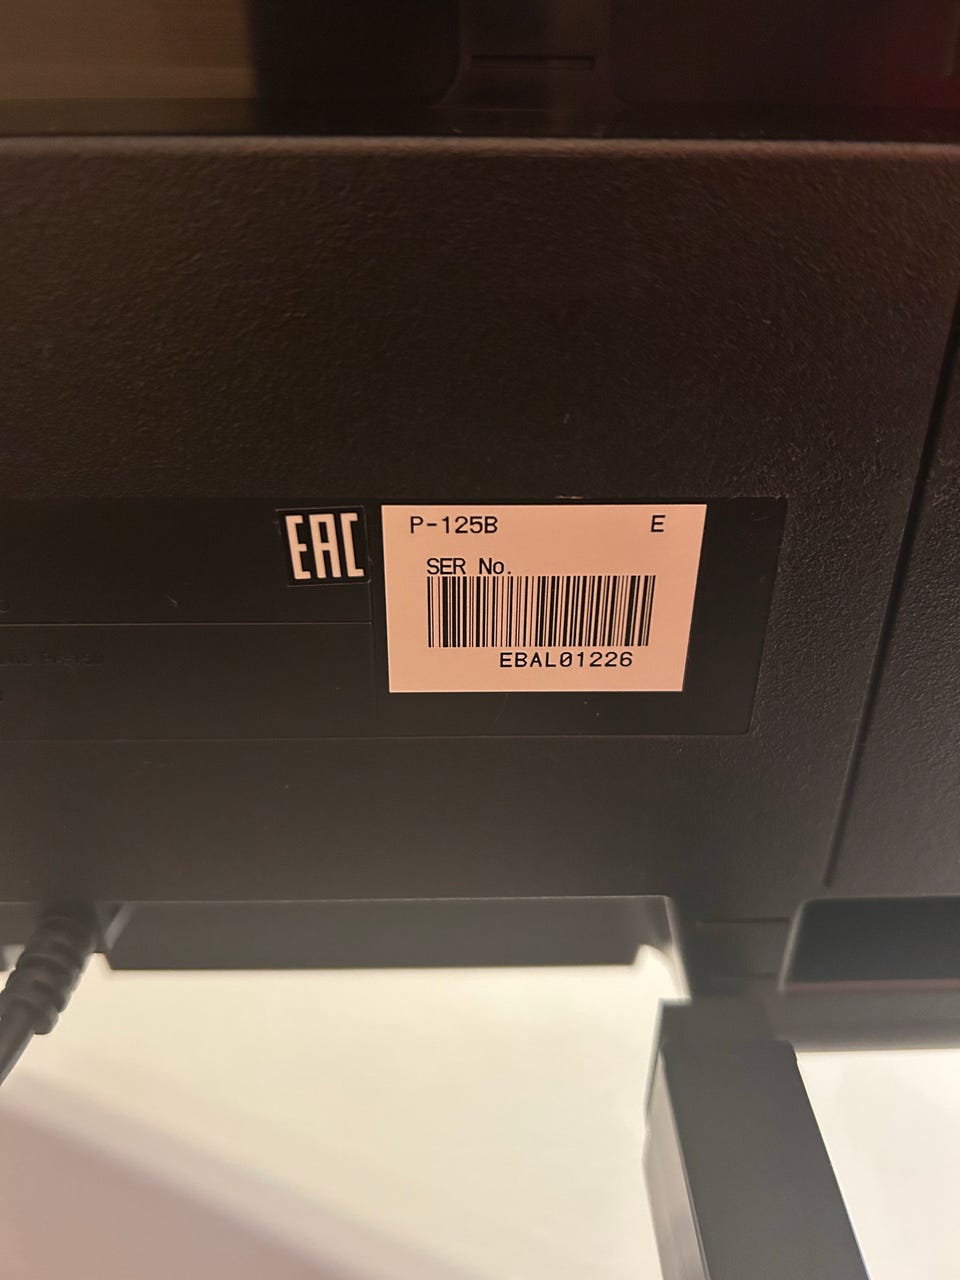 EAC
P-125B E
SER No.
EBAL01226